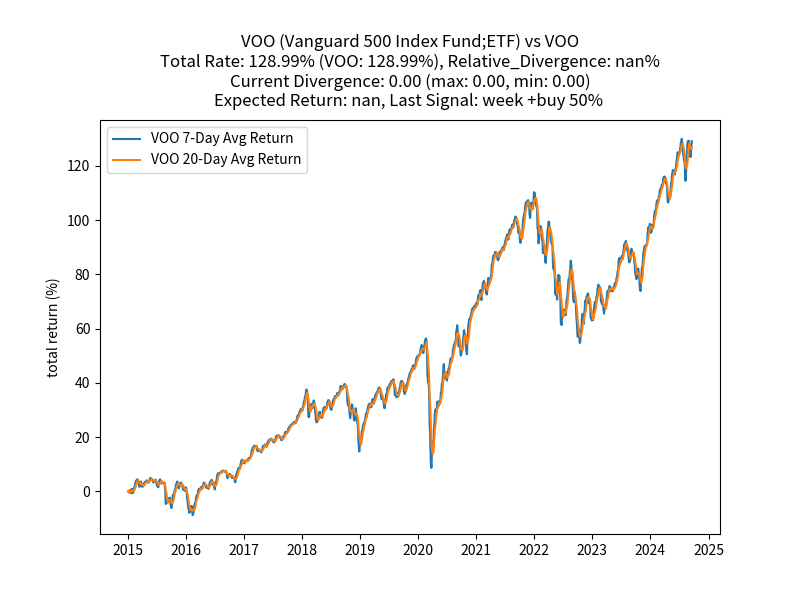 VOO (Vanguard 500 Index Fund;ETF) vs VOO
Total Rate: 128.99% (VOO: 128.99%), Relative_Divergence: nan%
Current Divergence: 0.00 (max: 0.00, min: 0.00)
Expected Return: nan, Last Signal: week +buy 50%
VOO 7-Day Avg Return
VOO 20-Day Avg Return
total return (%)
120
100
80
60
40
20
0
2015 2016 2017 2018 2019 2020 2021 2022 2023 2024 2025